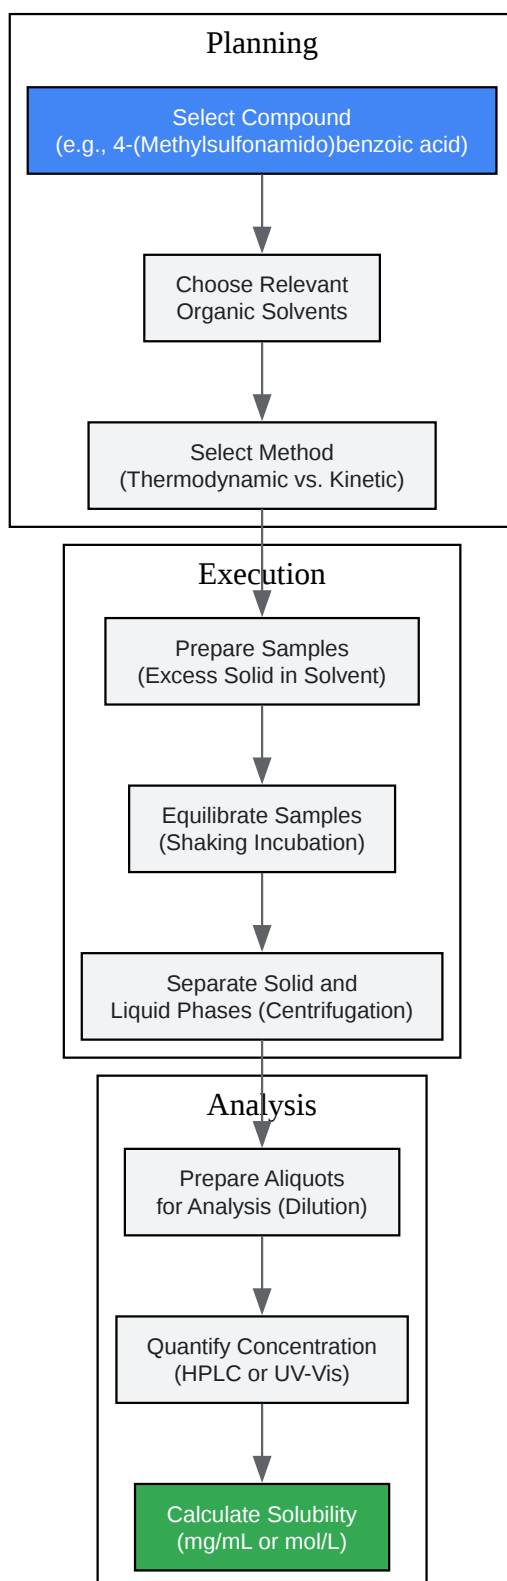 Planning
Select Compound
(e.g., 4-(Methylsulfonamido)benzoic acid)
Choose Relevant
Organic Solvents
Select Method
(Thermodynamic vs. Kinetic)
Execution
Prepare Samples
(Excess Solid in Solvent)
Equilibrate Samples
(Shaking Incubation)
Separate Solid and
Liquid Phases (Centrifugation)
Analysis
Prepare Aliquots
for Analysis (Dilution)
Quantify Concentration
(HPLC or UV-Vis)
Calculate Solubility
(mg/mL or mol/L)